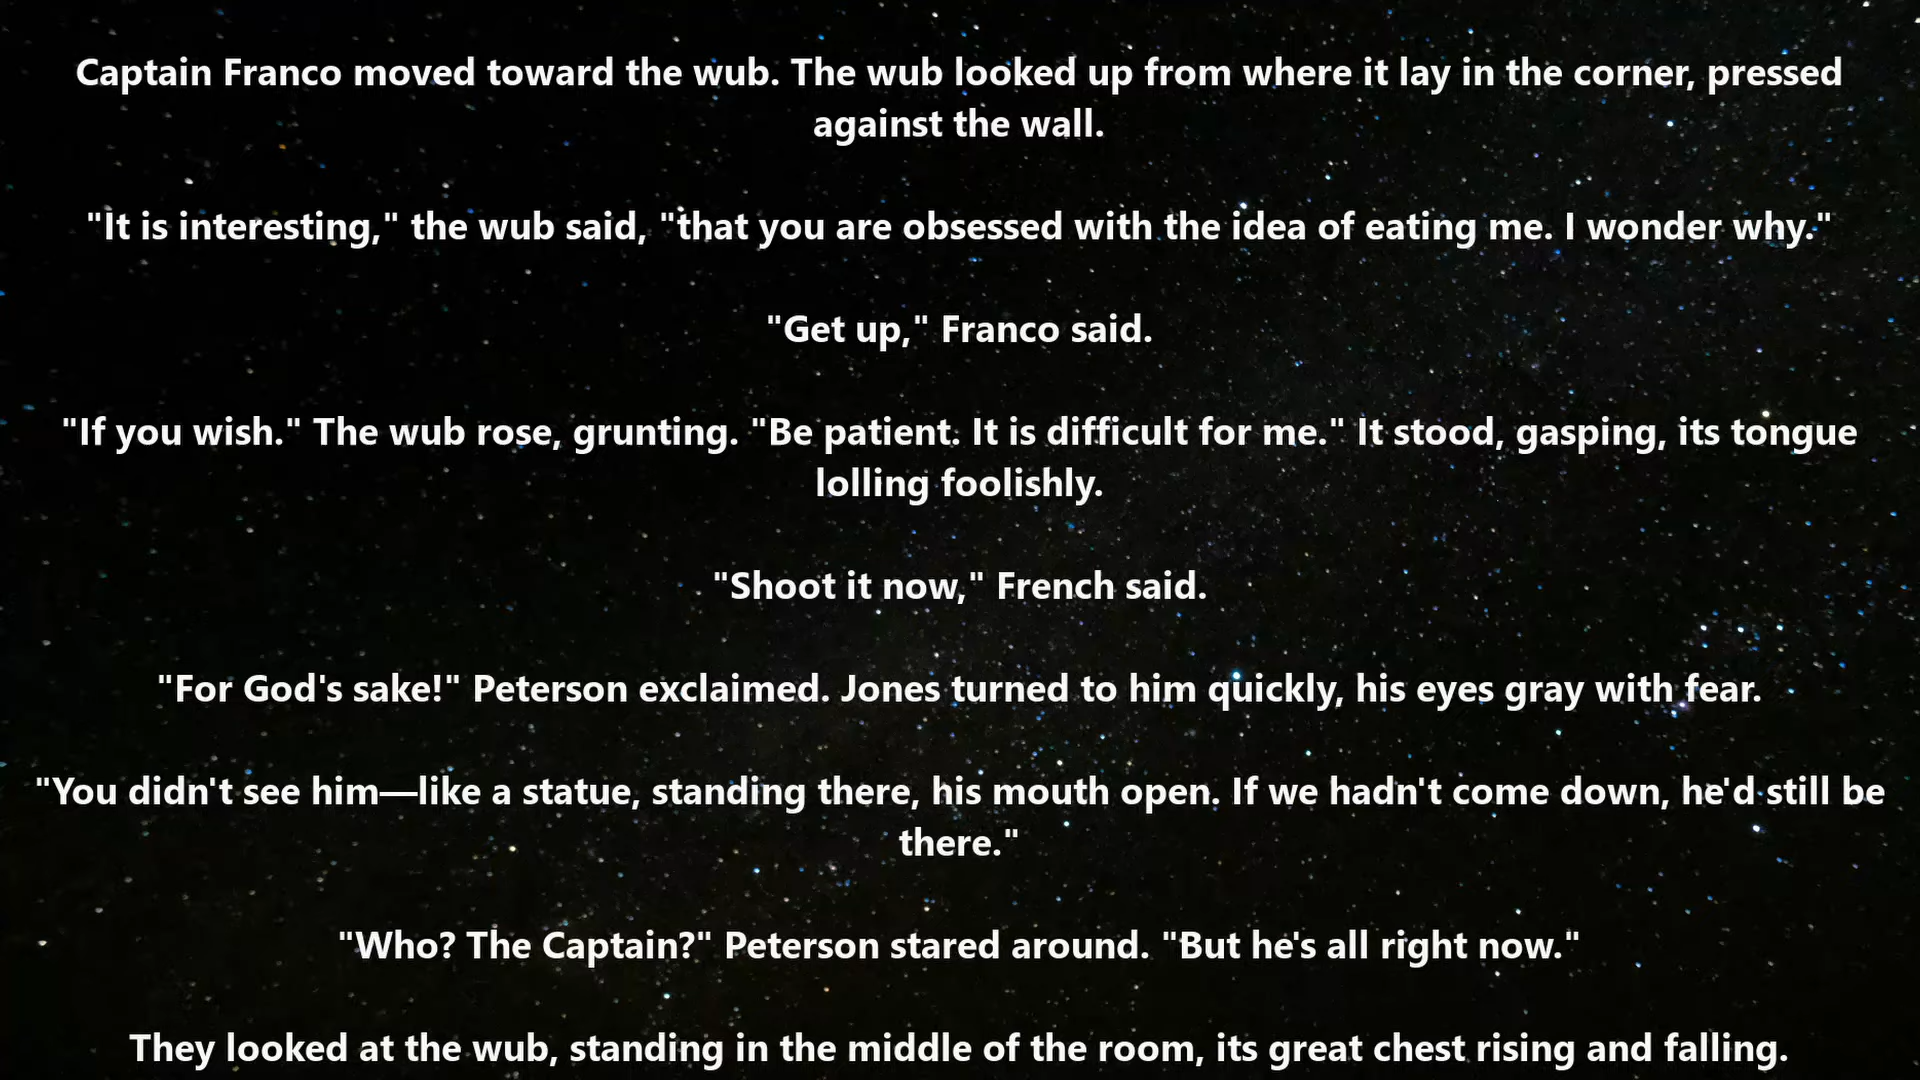 Captain Franco moved toward the wub. The wub looked up from where it lay in the corner, pressed
against the wall.
"It is interesting," the wub said, "that you are obsessed with the idea of eating me. I wonder why."
"Get up," Franco said.
"If you wish." The wub rose, grunting. "Be patient. It is difficult for me." It stood, gasping, its tongue
lolling foolishly.
"Shoot it now," French said.
"For God's sake!" Peterson exclaimed. Jones turned to him quickly, his eyes gray with fear.
"You didn't see him—like a statue, standing there, his mouth open. If we hadn't come down, he'd still be
there."
"Who? The Captain?" Peterson stared around. "But he's all right now."
They looked at the wub, standing in the middle of the room, its great chest rising and falling.